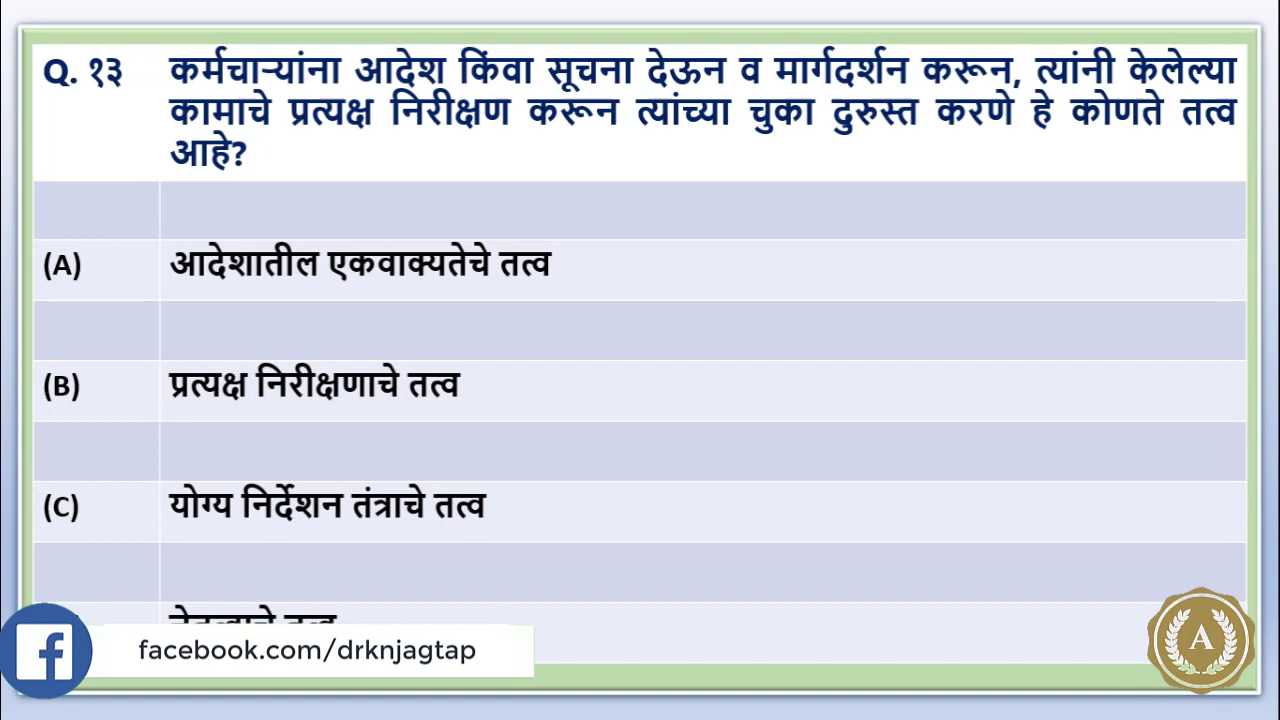 Q. १३ कर्मचाऱ्यांना आदेश किंवा सूचना देऊन व मार्गदर्शन करून, त्यांनी केलेल्या
कामाचे प्रत्यक्ष निरीक्षण करून त्यांच्या चुका दुरुस्त करणे हे कोणते तत्व
आहे?
(A) आदेशातील एकवाक्यतेचे तत्व
(B) प्रत्यक्ष निरीक्षणाचे तत्व
(C) योग्य निर्देशन तंत्राचे तत्व
facebook.com/drknjagtap
A